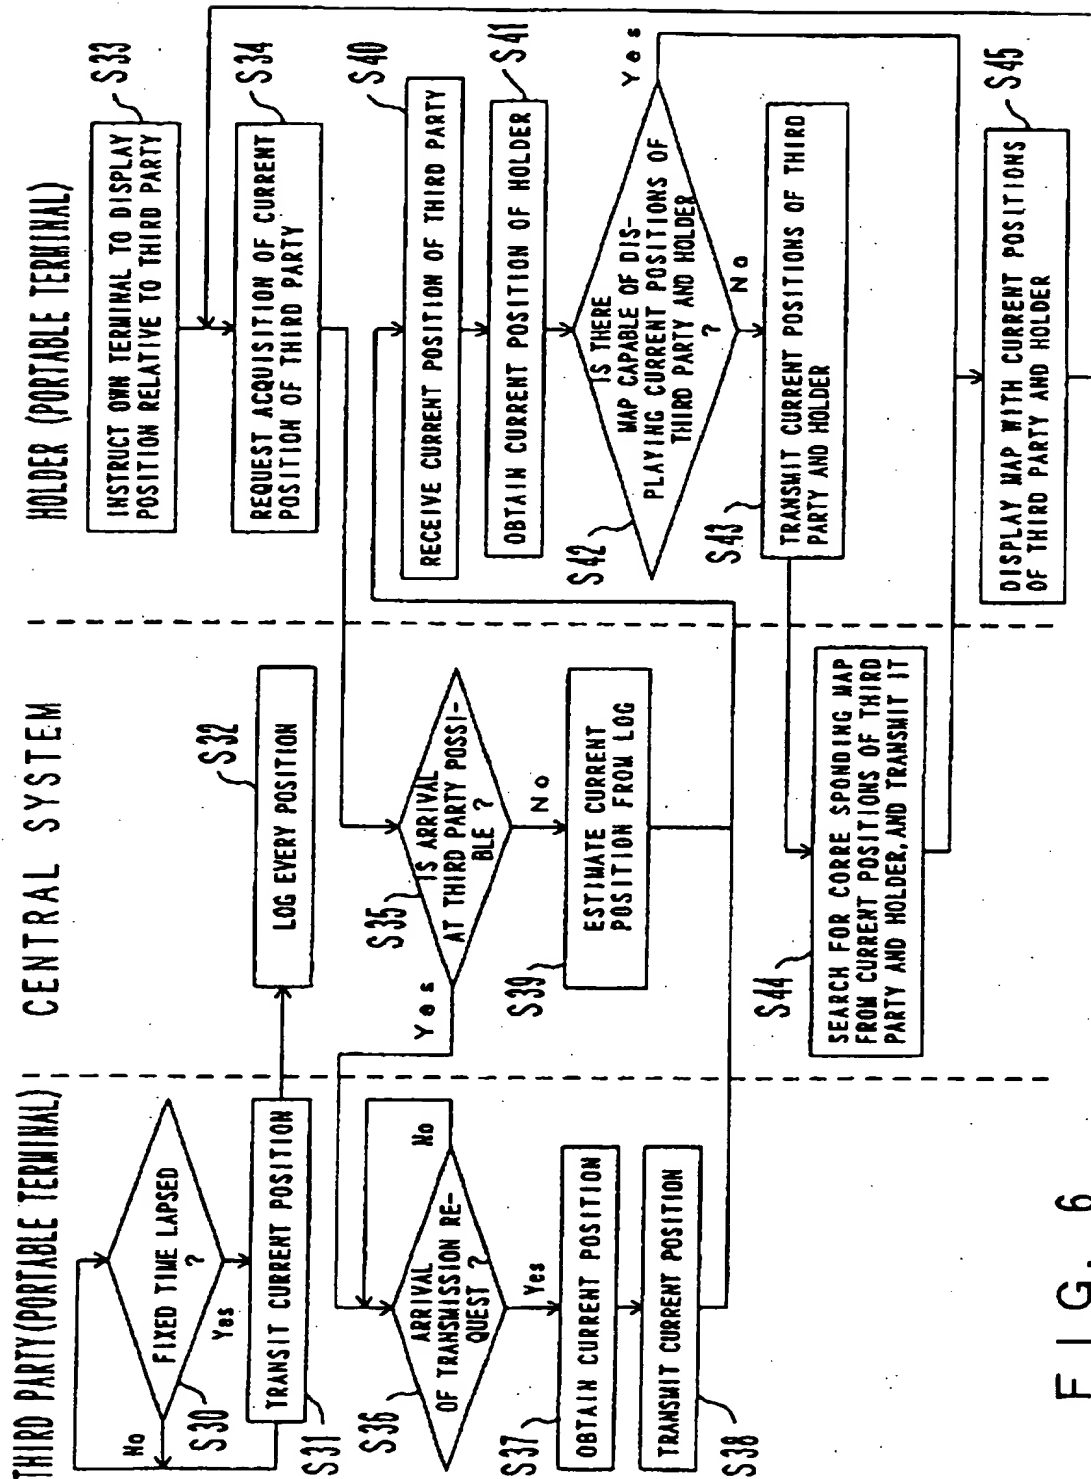 THIRD PARTY(PORTABLE TERMINAL)
FIXED TIME LAPSED
?
No
Yes
S30
TRANSIT CURRENT POSITION
S31
ARRIVAL
OF TRANSMISSION RE-
QUEST ?
No
Yes
S36
OBTAIN CURRENT POSITION
S37
TRANSMIT CURRENT POSITION
S38
CENTRAL SYSTEM
LOG EVERY POSITION
S32
IS ARRIVAL
AT THIRD PARTY POSSI-
BLE ?
S35
Yes
No
ESTIMATE CURRENT
POSITION FROM LOG
S39
SEARCH FOR CORRE SPONDING MAP
FROM CURRENT POSITIONS OF THIRD
PARTY AND HOLDER, AND TRANSMIT IT
S44
HOLDER (PORTABLE TERMINAL)
INSTRUCT OWN TERMINAL TO DISPLAY
POSITION RELATIVE TO THIRD PARTY
S33
REQUEST ACQUISITION OF CURRENT
POSITION OF THIRD PARTY
S34
RECEIVE CURRENT POSITION OF THIRD PARTY
S40
OBTAIN CURRENT POSITION OF HOLDER
S41
IS THERE
MAP CAPABLE OF DIS-
PLAYING CURRENT POSITIONS OF
THIRD PARTY AND HOLDER
?
S42
Yes
No
TRANSMIT CURRENT POSITIONS OF THIRD
PARTY AND HOLDER
S43
DISPLAY MAP WITH CURRENT POSITIONS
OF THIRD PARTY AND HOLDER
S45
FIG. 6